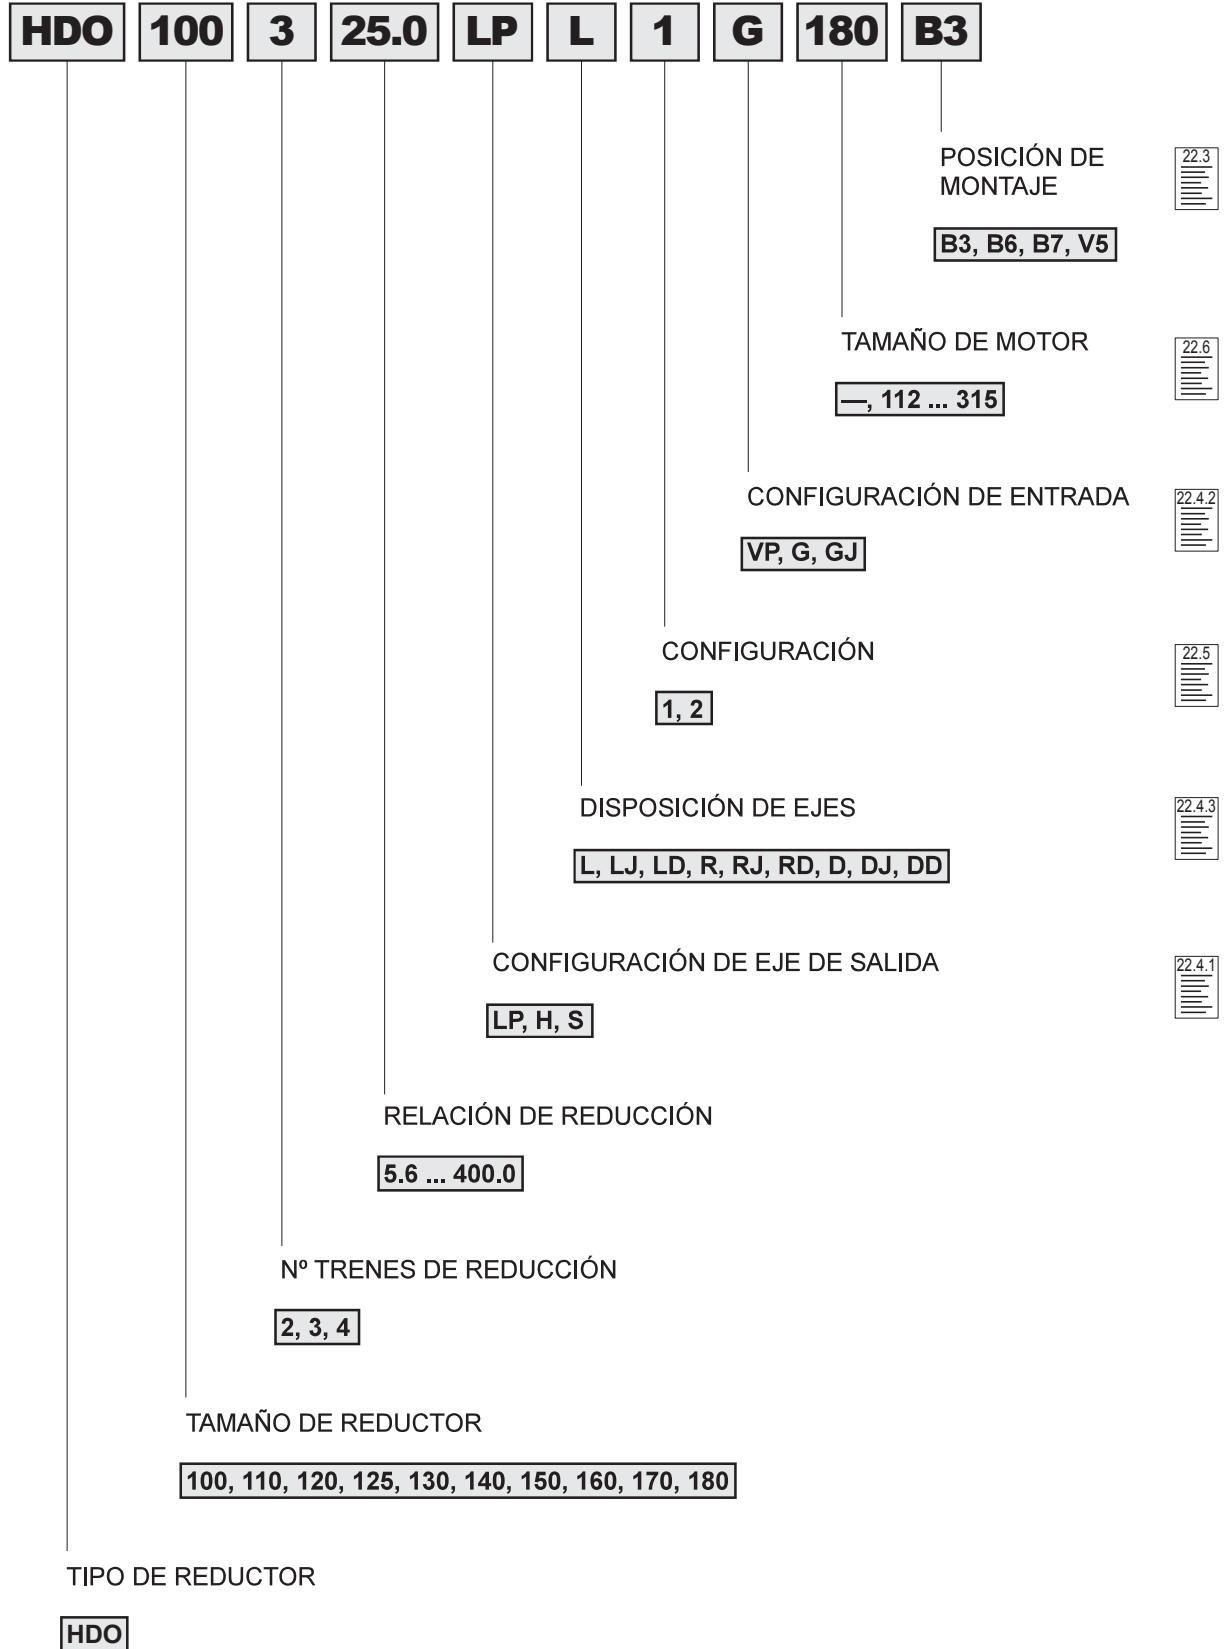 HDO 100 3 25.0 LP L 1 G 180 B3
POSICIÓN DE
MONTAJE
22.3
B3, B6, B7, V5
TAMAÑO DE MOTOR
22.6
—, 112 ... 315
CONFIGURACIÓN DE ENTRADA
22.4.2
VP, G, GJ
CONFIGURACIÓN
22.5
1, 2
DISPOSICIÓN DE EJES
22.4.3
L, LJ, LD, R, RJ, RD, D, DJ, DD
CONFIGURACIÓN DE EJE DE SALIDA
22.4.1
LP, H, S
RELACIÓN DE REDUCCIÓN
5.6 ... 400.0
Nº TRENES DE REDUCCIÓN
2, 3, 4
TAMAÑO DE REDUCTOR
100, 110, 120, 125, 130, 140, 150, 160, 170, 180
TIPO DE REDUCTOR
HDO